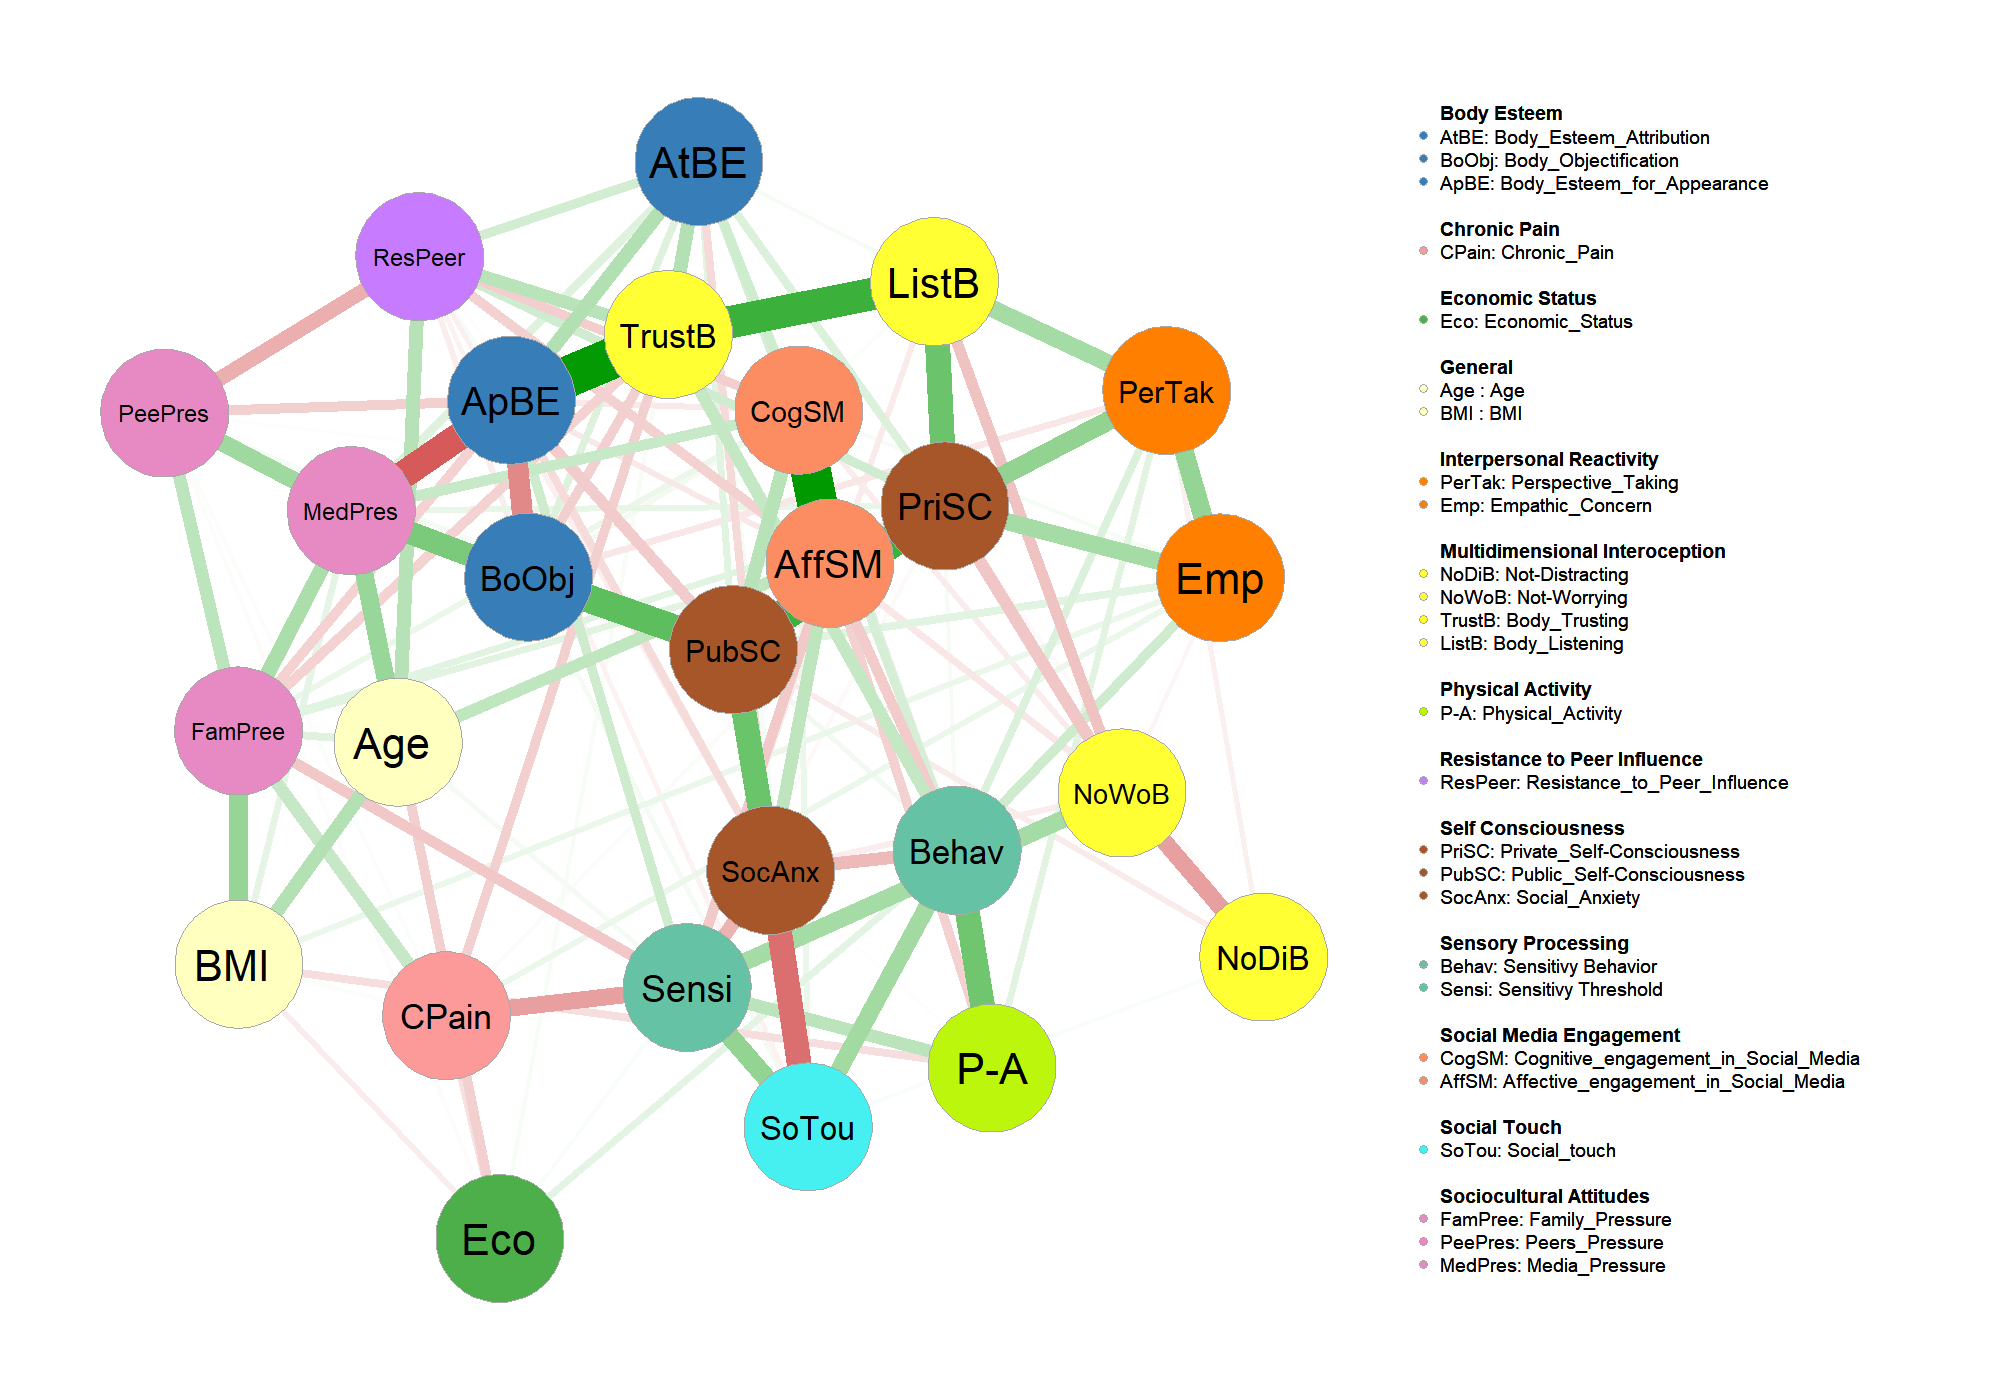 AtBE
ResPeer
ListB
TrustB
PerTak
ApBE
CogSM
PeePres
MedPres
PriSC
AffSM
BoObj
Emp
PubSC
FamPree
Age
NoWoB
Behav
SocAnx
BMI
NoDiB
Sensi
CPain
P-A
SoTou
Eco
Body Esteem
AtBE: Body_Esteem_Attribution
BoObj: Body_Objectification
ApBE: Body_Esteem_for_Appearance
Chronic Pain
CPain: Chronic_Pain
Economic Status
Eco: Economic_Status
General
Age : Age
BMI : BMI
Interpersonal Reactivity
PerTak: Perspective_Taking
Emp: Empathic_Concern
Multidimensional Interoception
NoDiB: Not-Distracting
NoWoB: Not-Worrying
TrustB: Body_Trusting
ListB: Body_Listening
Physical Activity
P-A: Physical_Activity
Resistance to Peer Influence
ResPeer: Resistance_to_Peer_Influence
Self Consciousness
PriSC: Private_Self-Consciousness
PubSC: Public_Self-Consciousness
SocAnx: Social_Anxiety
Sensory Processing
Behav: Sensitivy Behavior
Sensi: Sensitivy Threshold
Social Media Engagement
CogSM: Cognitive_engagement_in_Social_Media
AffSM: Affective_engagement_in_Social_Media
Social Touch
SoTou: Social_touch
Sociocultural Attitudes
FamPree: Family_Pressure
PeePres: Peers_Pressure
MedPres: Media_Pressure